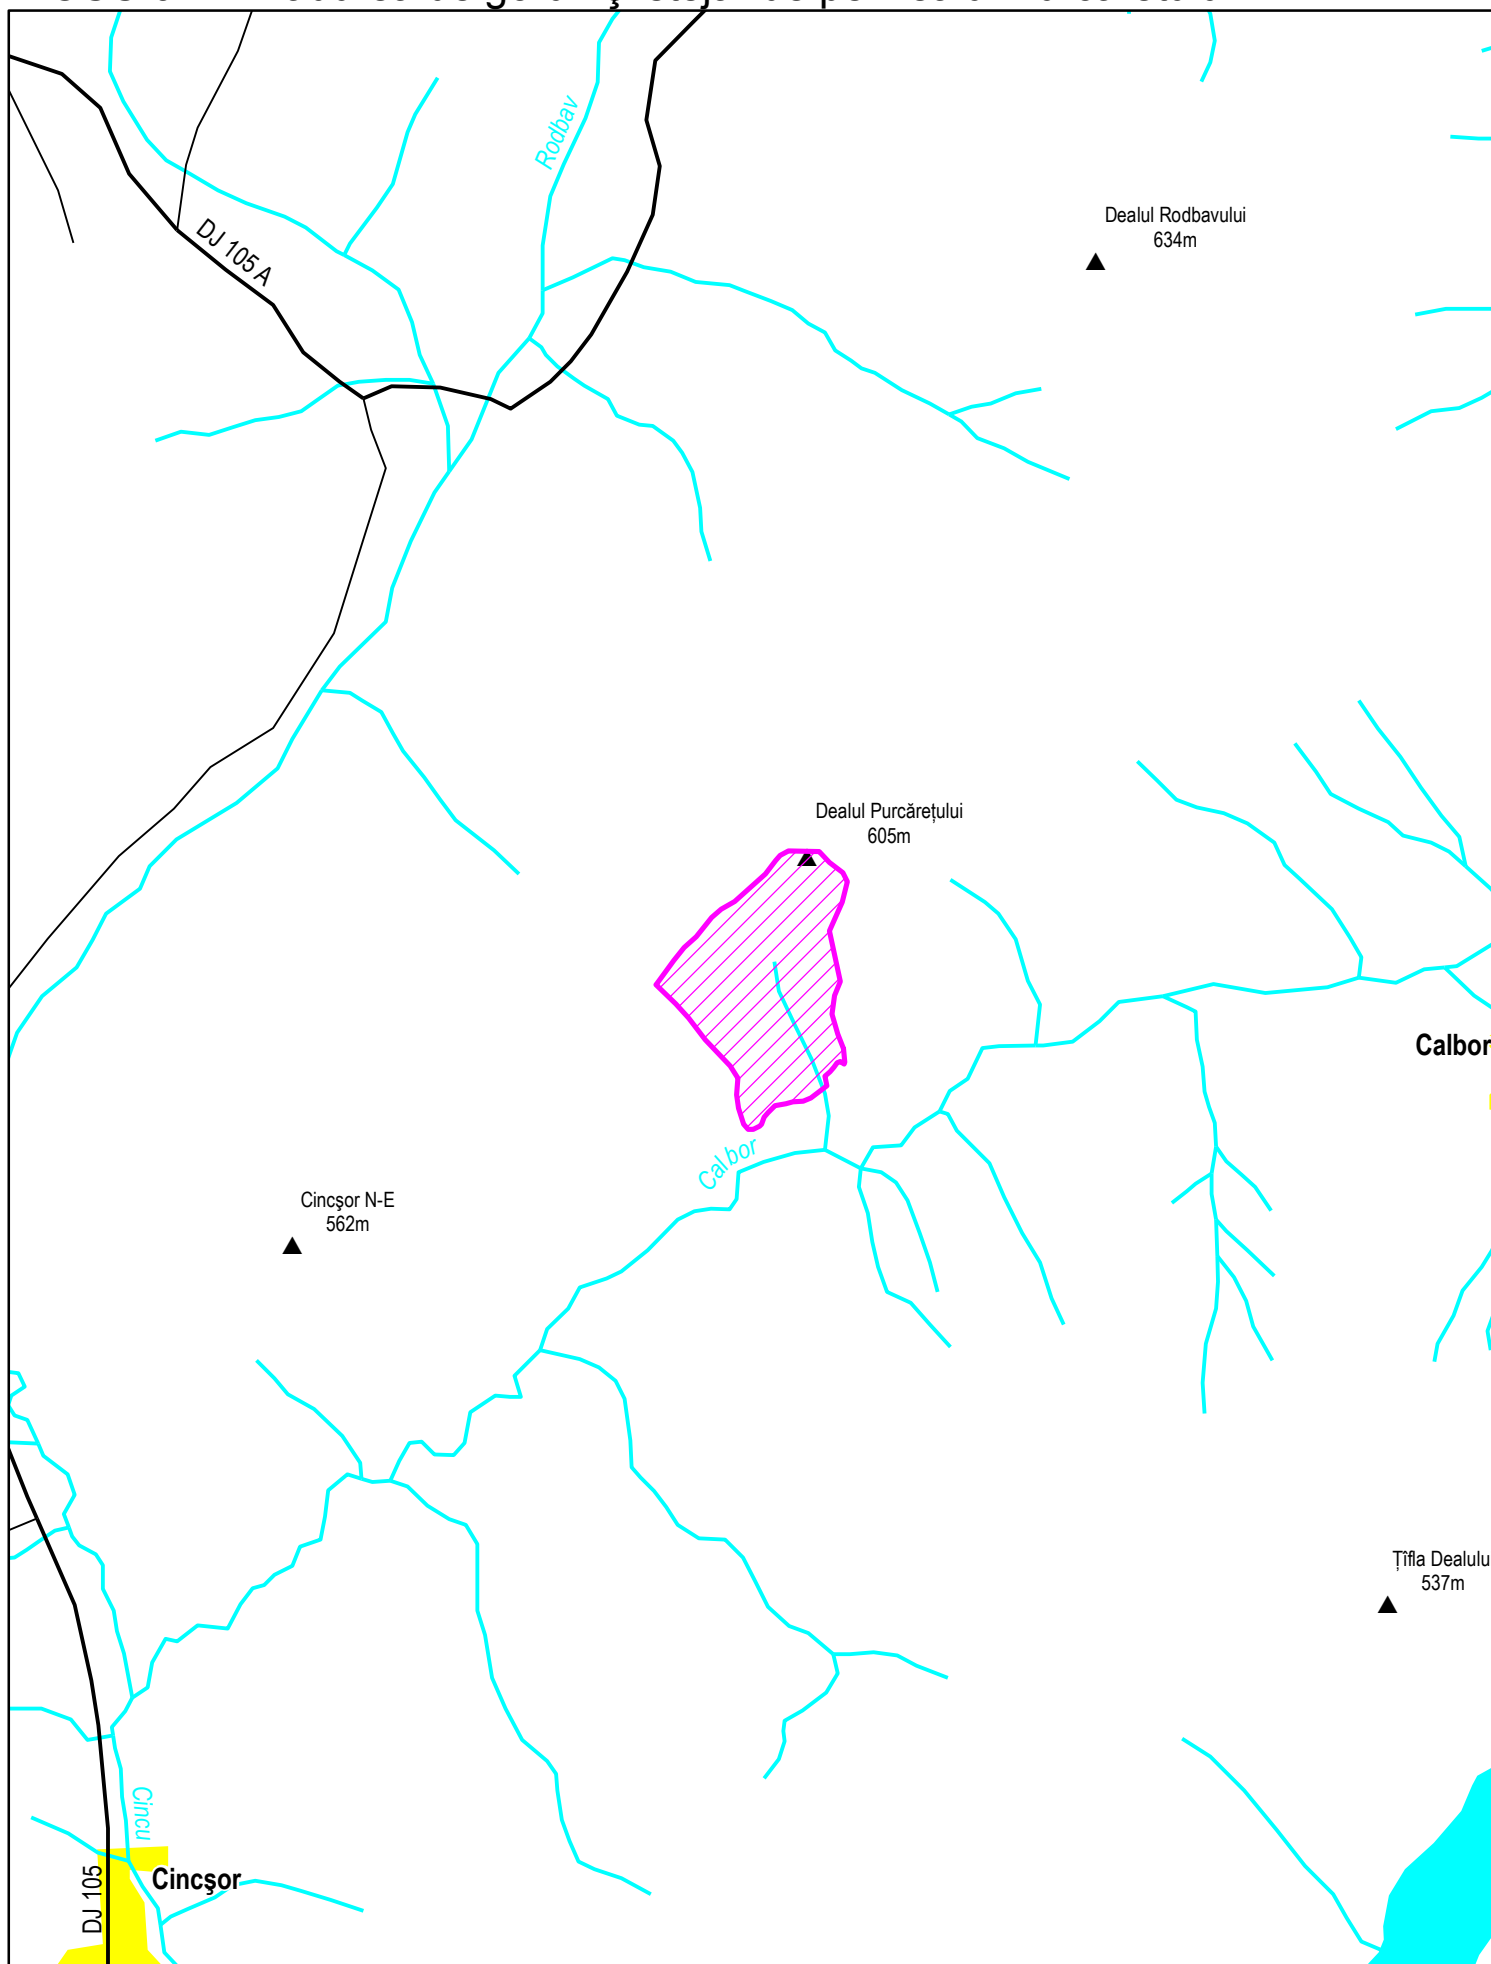 Rodbav
DJ 105 A
Dealul Rodbavului
634m
Dealul Purcărețului
605m
Calbor
Calbor
Cincşor N-E
562m
Țîfla Dealulu
537m
Cincu
DJ 105
Cincşor